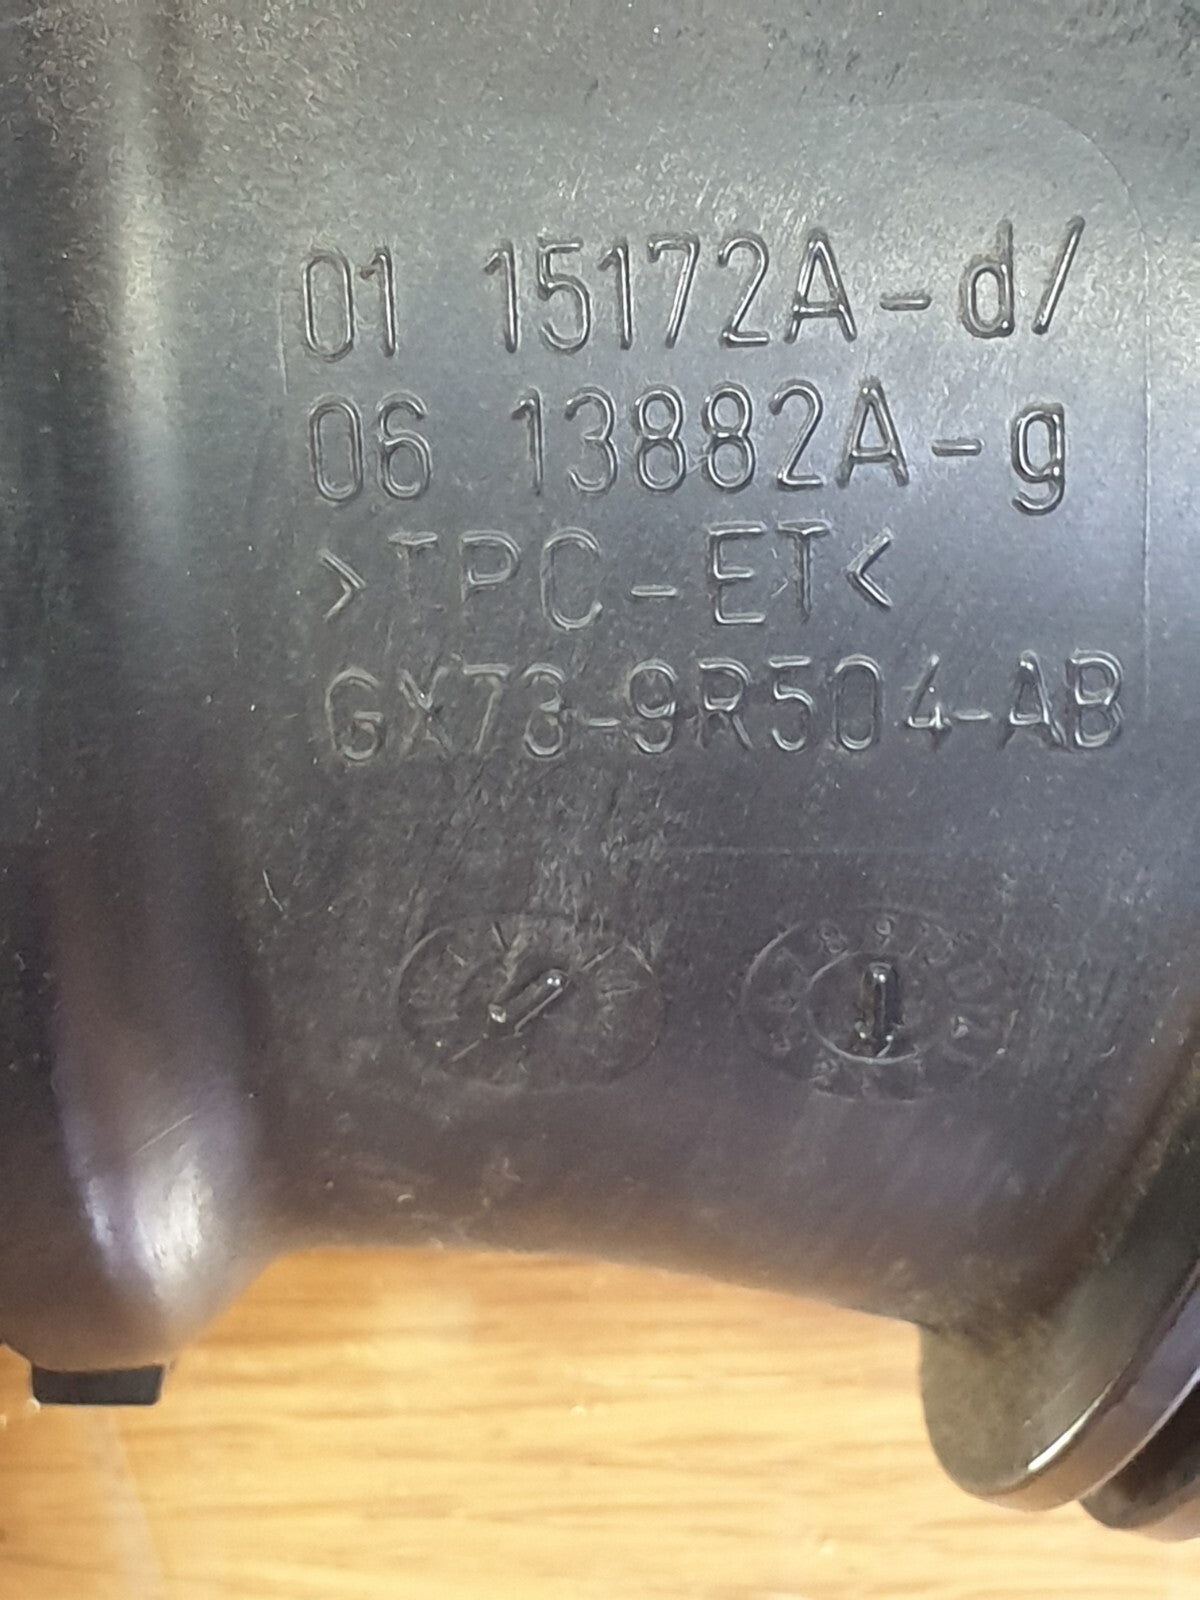 01 15172A-d/
06 13882A-g
>TPC-ET<
GX73-9R504-AB